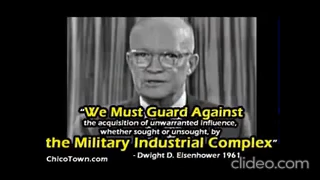 "We Must Guard Against
the acquisition of unwarranted influence,
whether sought or unsought, by
the Military Industrial Complex"
- Dwight D. Eisenhower 1961
ChicoTown.com
clideo.com